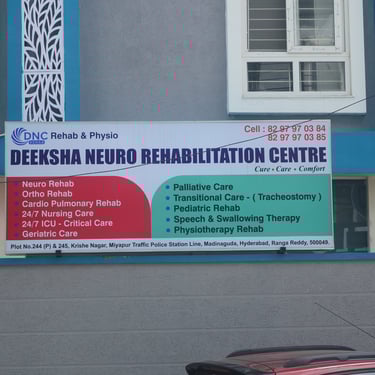 DNC Rehab & Physio
REHAB
Cell : 82 97 97 03 84
82 97 97 03 85
DEEKSHA NEURO REHABILITATION CENTRE
Cure - Care - Comfort
Neuro Rehab
Ortho Rehab
Cardio Pulmonary Rehab
24/7 Nursing Care
24/7 ICU - Critical Care
Geriatric Care
Palliative Care
Transitional Care - ( Tracheostomy )
Pediatric Rehab
Speech & Swallowing Therapy
Physiotherapy Rehab
Plot No.244 (P) & 245, Krishe Nagar, Miyapur Traffic Police Station Line, Madinaguda, Hyderabad, Ranga Reddy, 500049.